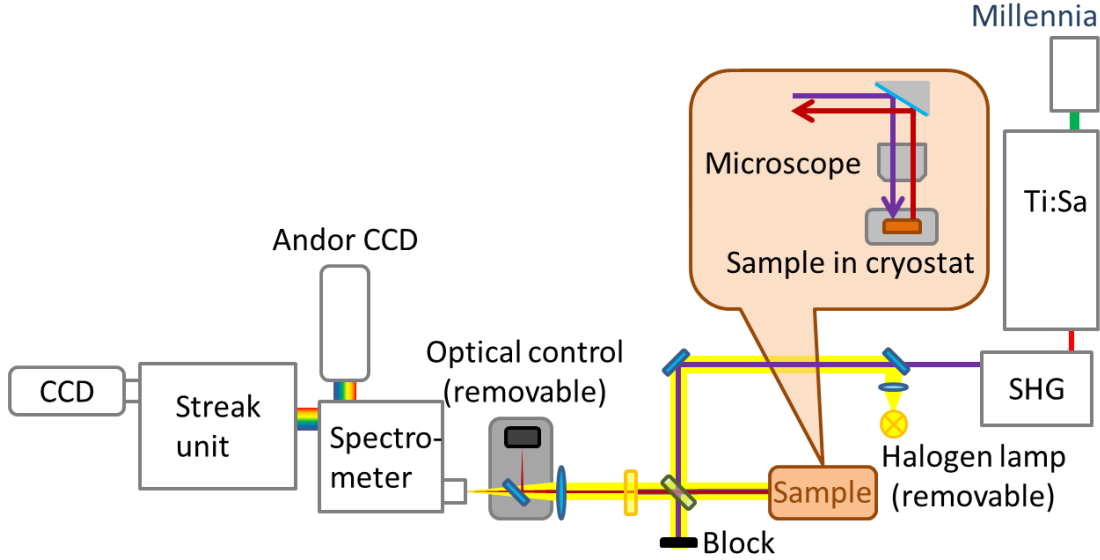 Millennia
Ti:Sa
Microscope
Sample in cryostat
Andor CCD
Optical control
(removable)
CCD
Streak
unit
Spectro-
meter
SHG
Halogen lamp
(removable)
Sample
Block